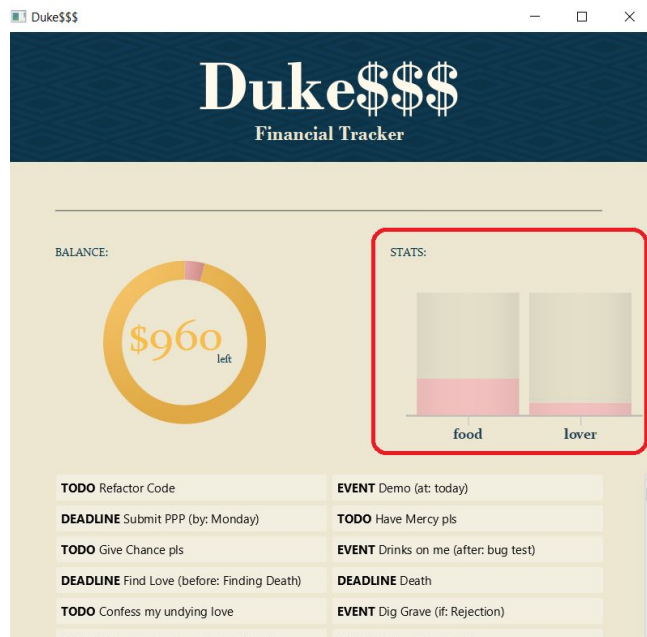 Duke$$$
Duke$$$
Financial Tracker
BALANCE:
$960
left
STATS:
food
lover
TODO Refactor Code
EVENT Demo (at: today)
DEADLINE Submit PPP (by: Monday)
TODO Have Mercy pls
TODO Give Chance pls
EVENT Drinks on me (after: bug test)
DEADLINE Find Love (before: Finding Death)
DEADLINE Death
TODO Confess my undying love
EVENT Dig Grave (if: Rejection)